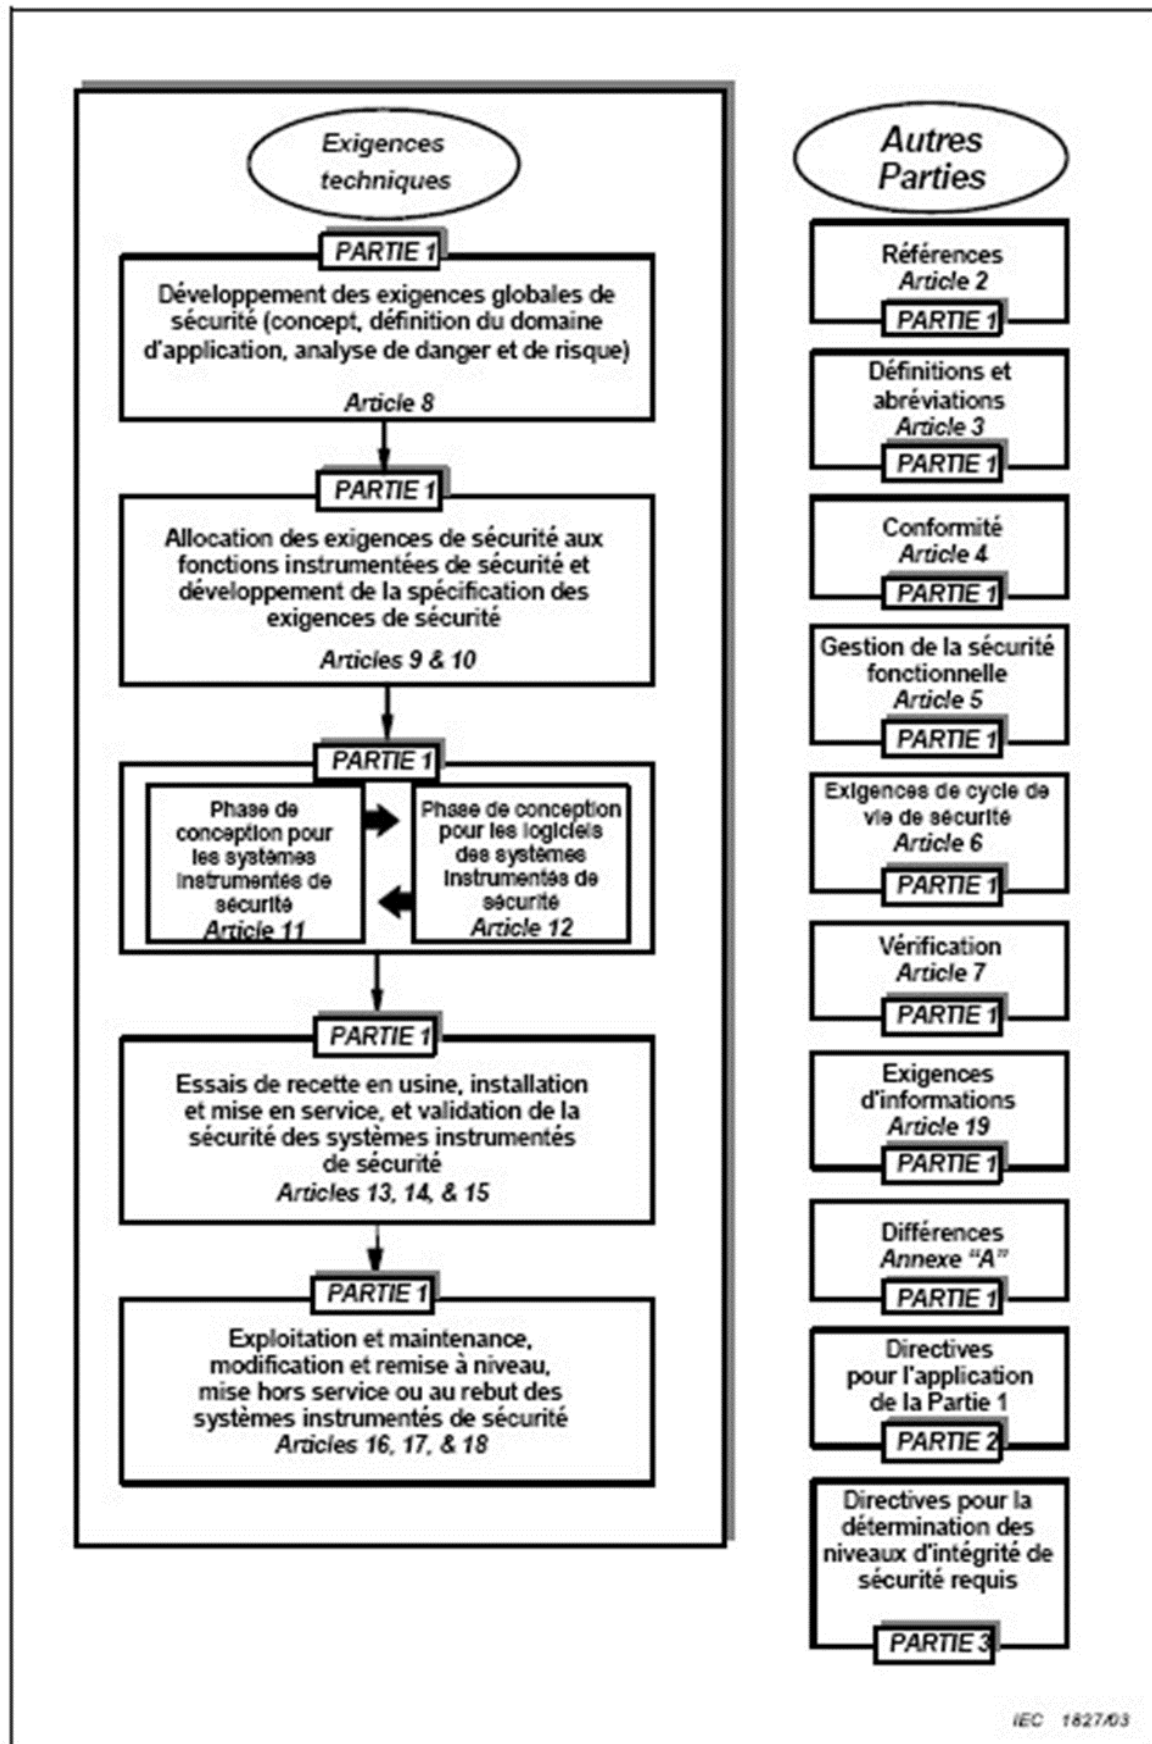 Exigences
techniques
PARTIE 1
Développement des exigences globales de
sécurité (concept, définition du domaine
d'application, analyse de danger et de risque)
Article 8
PARTIE 1
Allocation des exigences de sécurité aux
fonctions instrumentées de sécurité et
développement de la spécification des
exigences de sécurité
Articles 9 & 10
PARTIE 1
Phase de
conception pour
les systèmes
instrumentés de
sécurité
Article 11
Phase de conception
pour les logiciels
des systèmes
instrumentés de
sécurité
Article 12
PARTIE 1
Essais de recette en usine, installation
et mise en service, et validation de la
sécurité des systèmes instrumentés
de sécurité
Articles 13, 14, & 15
PARTIE 1
Exploitation et maintenance,
modification et remise à niveau,
mise hors service ou au rebut des
systèmes instrumentés de sécurité
Articles 16, 17, & 18
Autres
Parties
Références
Article 2
PARTIE 1
Définitions et
abréviations
Article 3
PARTIE 1
Conformité
Article 4
PARTIE 1
Gestion de la sécurité
fonctionnelle
Article 5
PARTIE 1
Exigences de cycle de
vie de sécurité
Article 6
PARTIE 1
Vérification
Article 7
PARTIE 1
Exigences
d'informations
Article 19
PARTIE 1
Différences
Annexe “A”
PARTIE 1
Directives
pour l'application
de la Partie 1
PARTIE 2
Directives pour la
détermination des
niveaux d'intégrité de
sécurité requis
PARTIE 3
IEC 1827/03